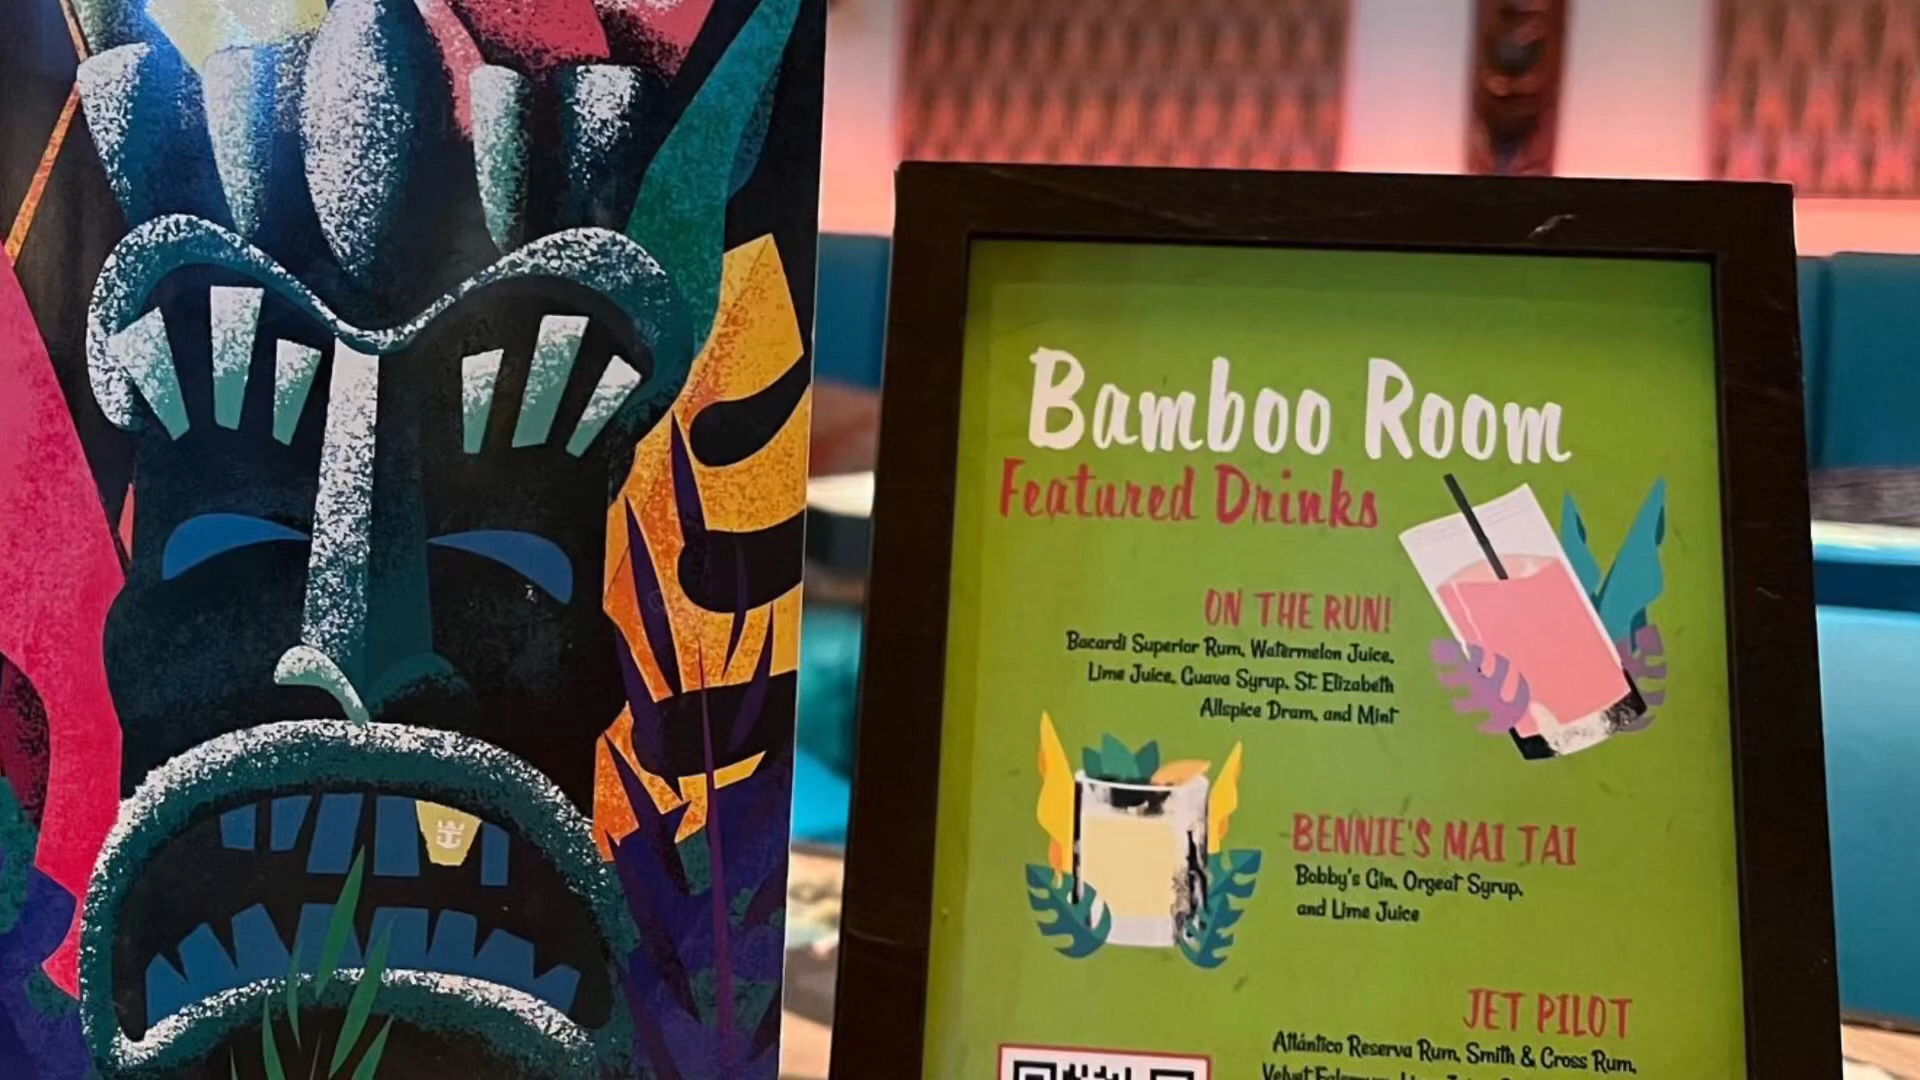 Bamboo Room
Featured Drinks
ON THE RUN!
Bacardi Superior Rum, Watermelon Juice,
Lime Juice, Guava Syrup, St. Elizabeth
Allspice Dram, and Mint
BENNIE'S MAI TAI
Bobby's Gin, Orgeat Syrup,
and Lime Juice
JET PILOT
Atlántico Reserva Rum, Smith & Cross Rum,
Velvet